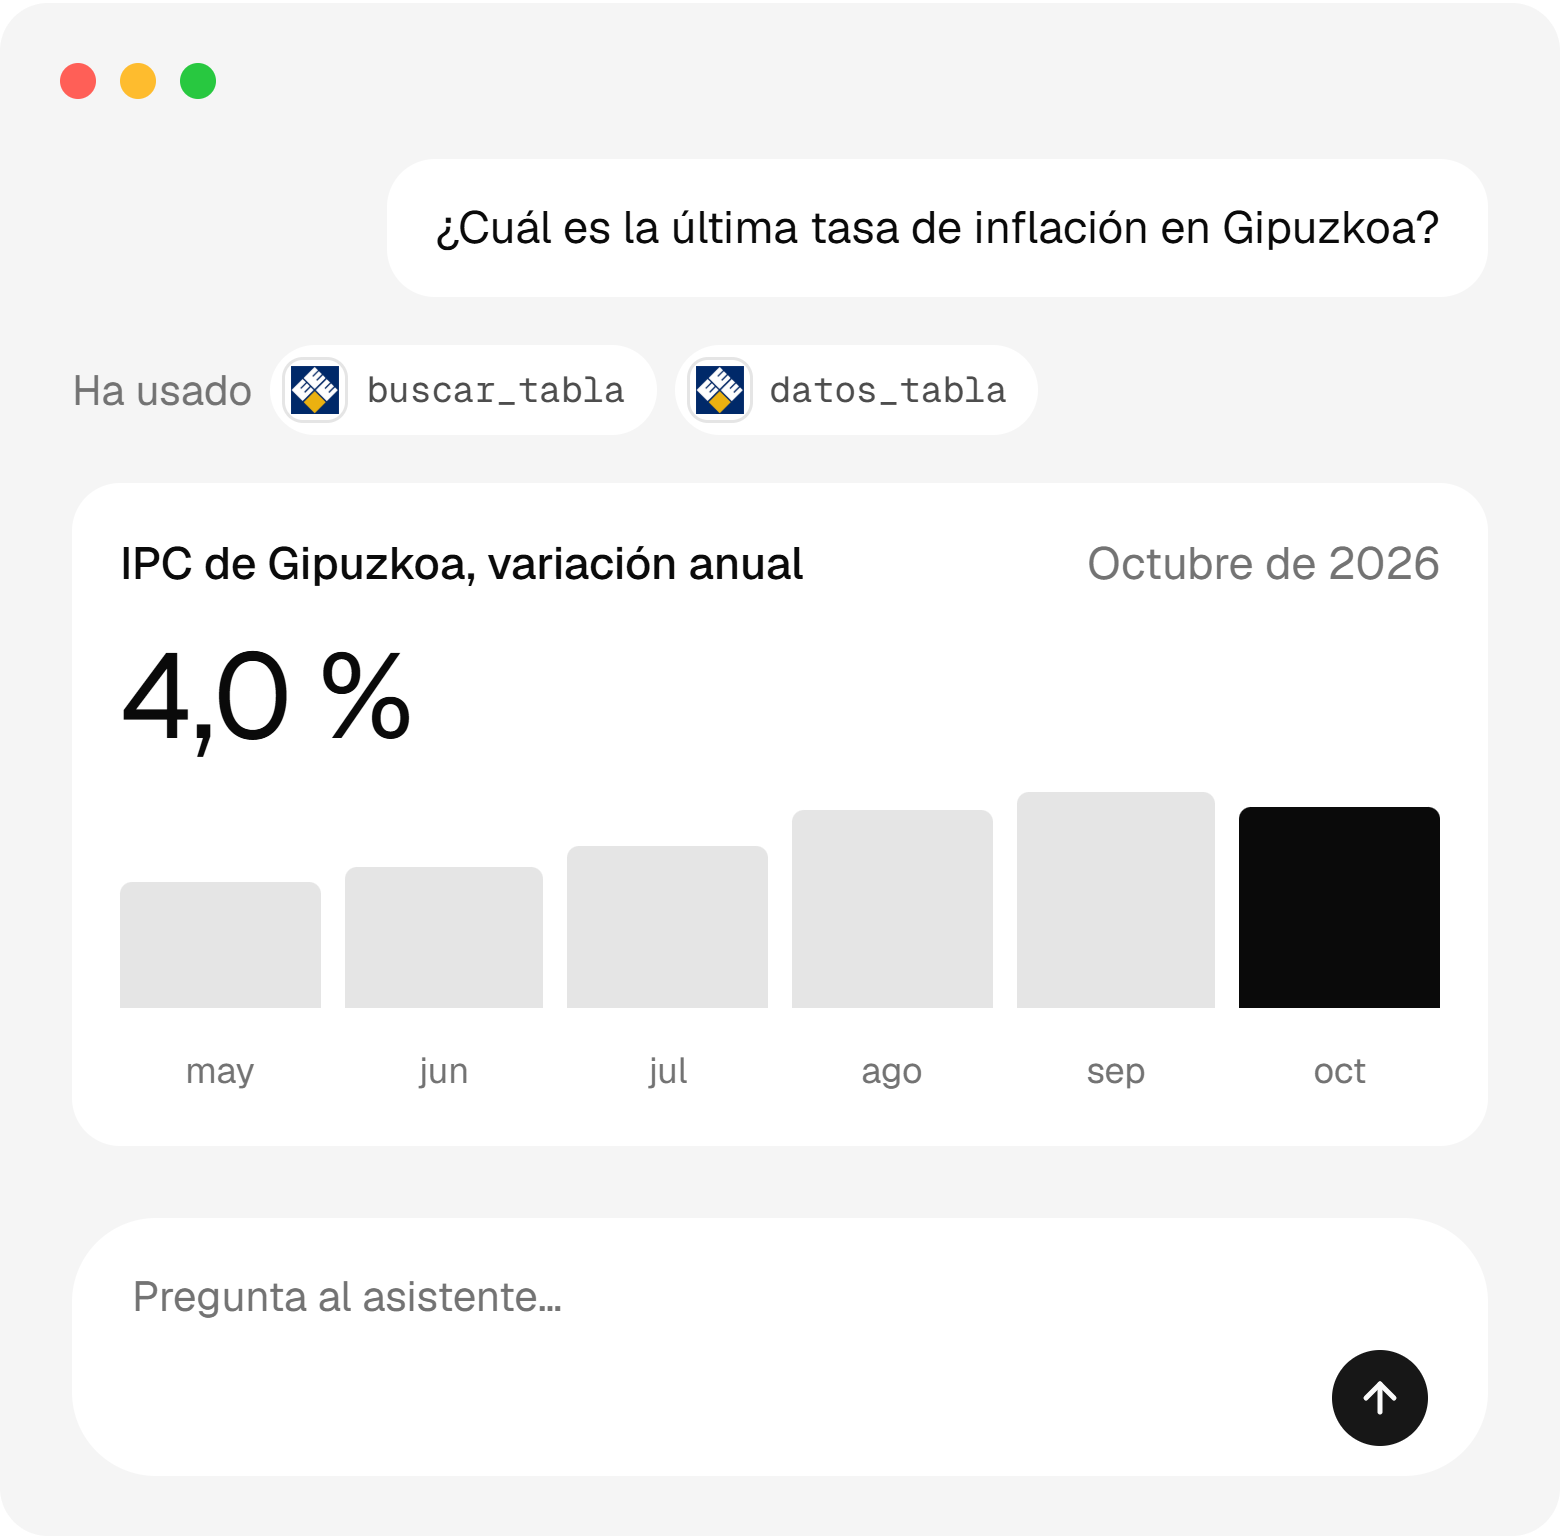 ¿Cuál es la última tasa de inflación en Gipuzkoa?
Ha usado buscar_tabla datos_tabla
IPC de Gipuzkoa, variación anual Octubre de 2026
4,0 %
may jun jul ago sep oct
Pregunta al asistente…